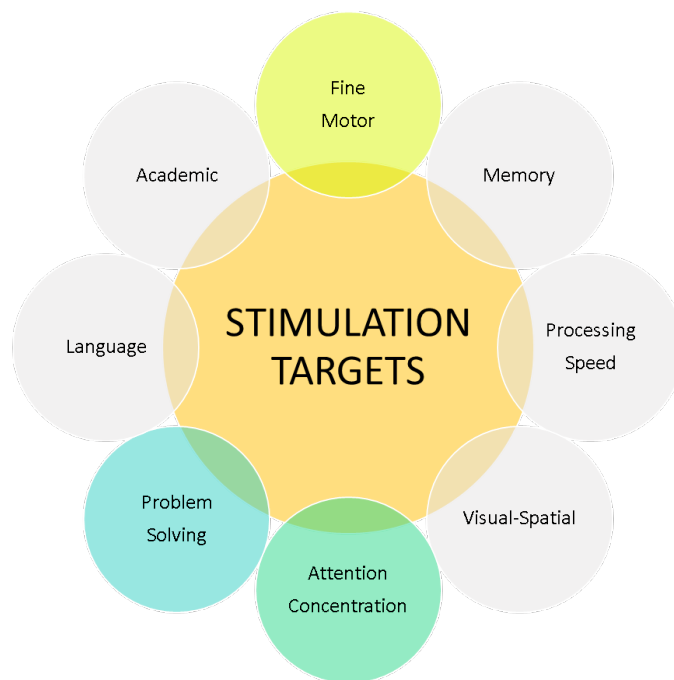 Fine
Motor
Academic
Memory
STIMULATION
TARGETS
Language
Processing
Speed
Problem
Solving
Visual-Spatial
Attention
Concentration